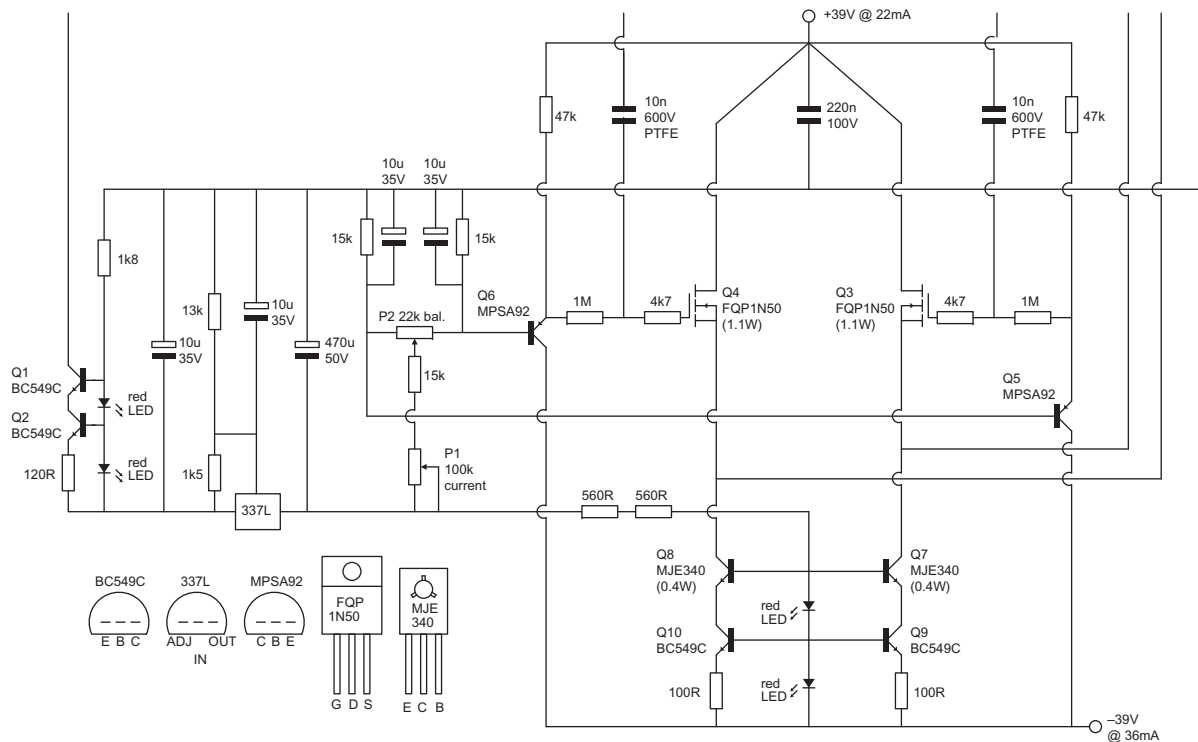 +39V @ 22mA
47k
10n
600V
PTFE
220n
100V
10n
600V
PTFE
47k
10u
35V
10u
35V
1k8
13k
10u
35V
10u
35V
470u
50V
15k
15k
P2 22k bal.
15k
Q6
MPSA92
1M
4k7
Q4
FQP1N50
(1.1W)
Q3
FQP1N50
(1.1W)
4k7
1M
Q1
BC549C
red
LED
Q2
BC549C
red
LED
120R
1k5
337L
P1
100k
current
Q5
MPSA92
560R
560R
Q8
MJE340
(0.4W)
Q7
MJE340
(0.4W)
red
LED
Q10
BC549C
Q9
BC549C
100R
red
LED
100R
–39V
@ 36mA
BC549C
E B C
337L
ADJ
OUT
IN
MPSA92
C B E
FQP
1N50
G D S
MJE
340
E C B